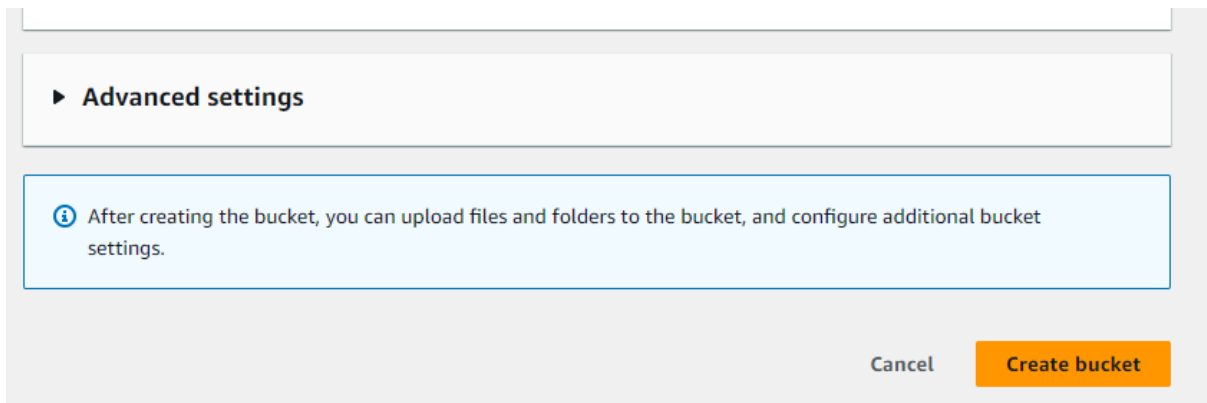 Advanced settings
After creating the bucket, you can upload files and folders to the bucket, and configure additional bucket
settings.
Cancel
Create bucket